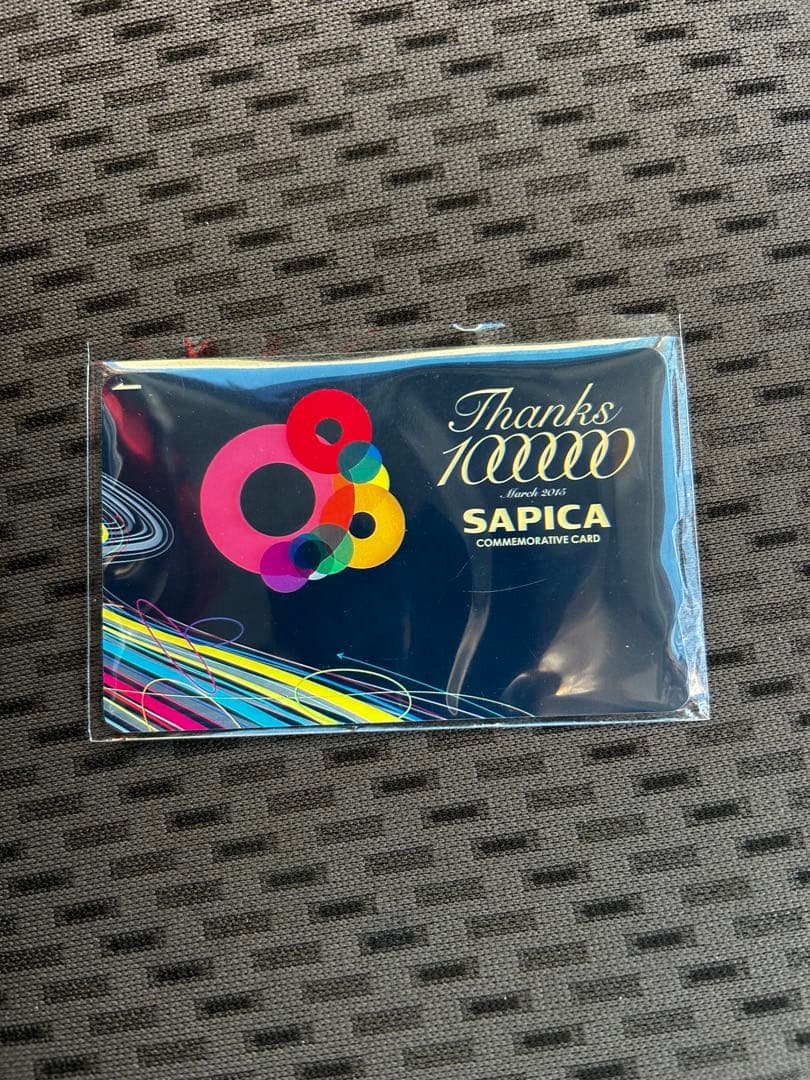 Thanks
1000000
March 2015
SAPICA
COMMEMORATIVE CARD